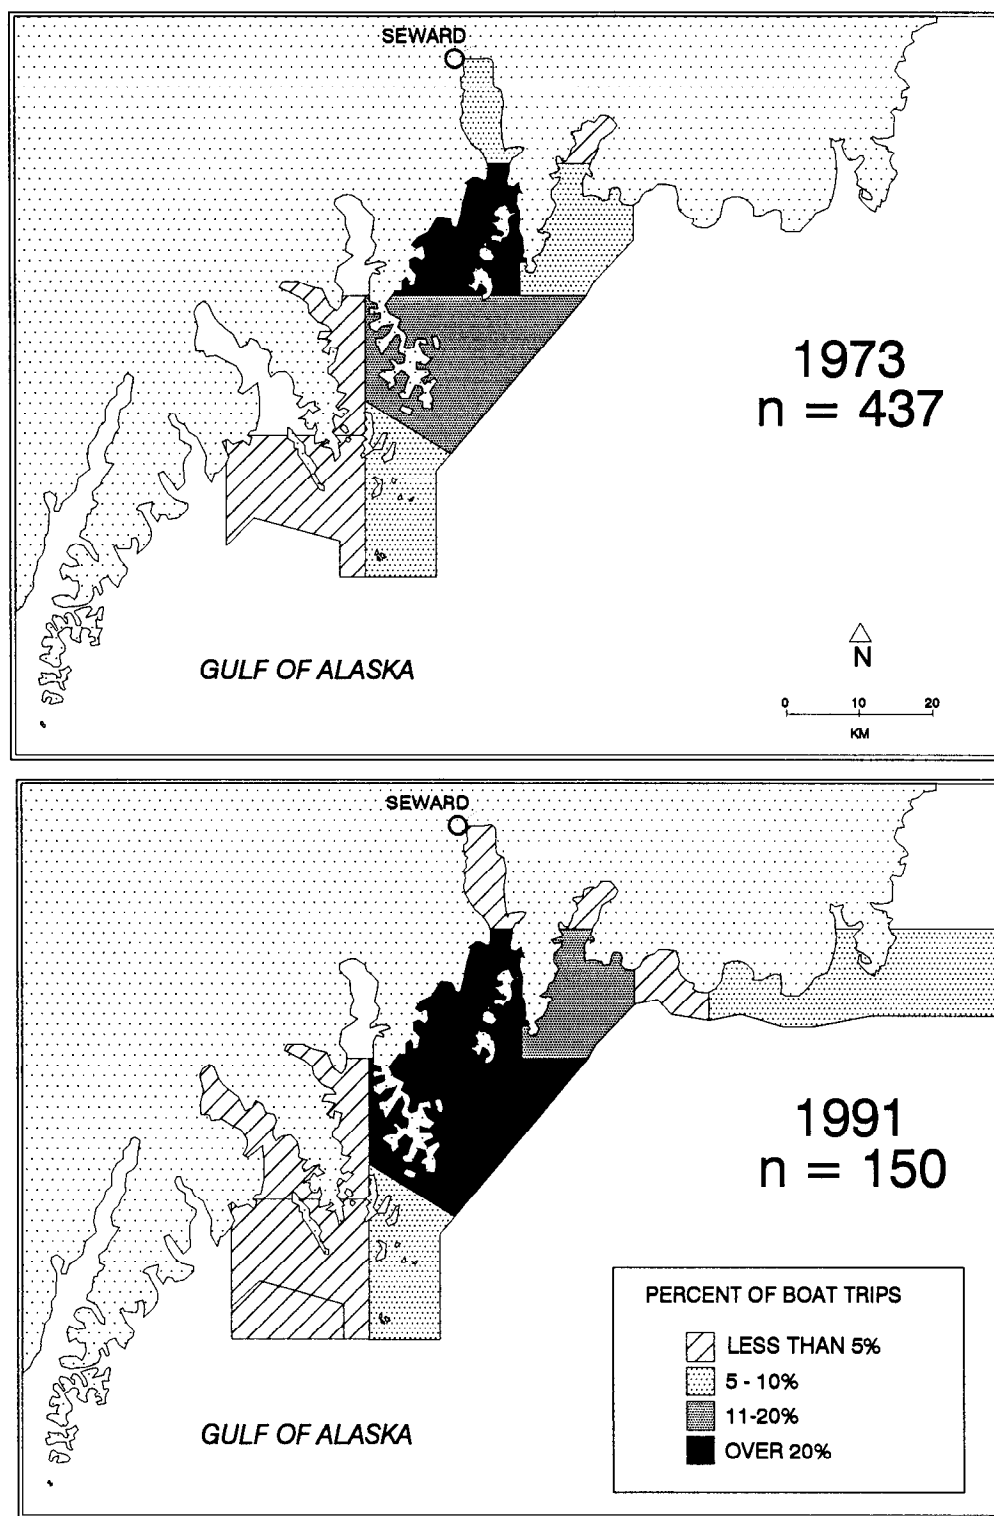 SEWARD
1973
n = 437
GULF OF ALASKA
N
0 10 20
KM
SEWARD
1991
n = 150
PERCENT OF BOAT TRIPS
LESS THAN 5%
5 - 10%
11-20%
OVER 20%
GULF OF ALASKA